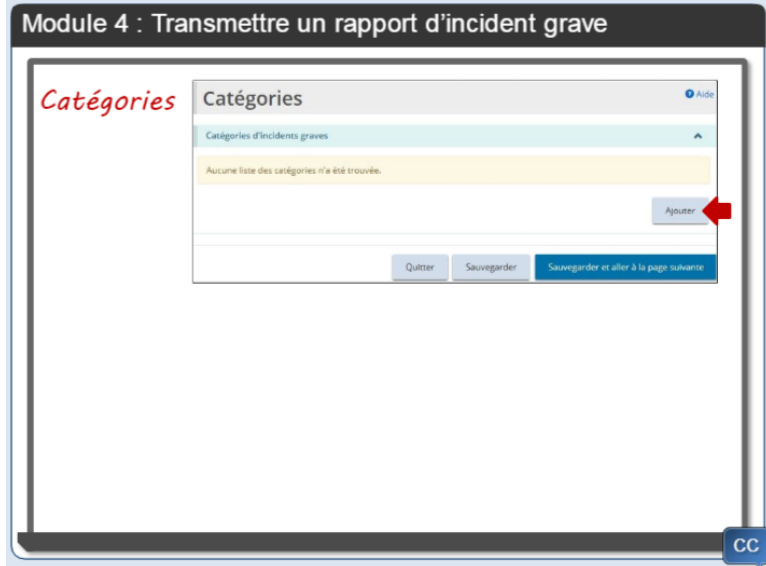 Module 4 : Transmettre un rapport d'incident grave
Catégories
Catégories
Aide
Catégories d'incidents graves
Aucune liste des catégories n'a été trouvée.
Ajouter
Quitter
Sauvegarder
Sauvegarder et aller à la page suivante
CC